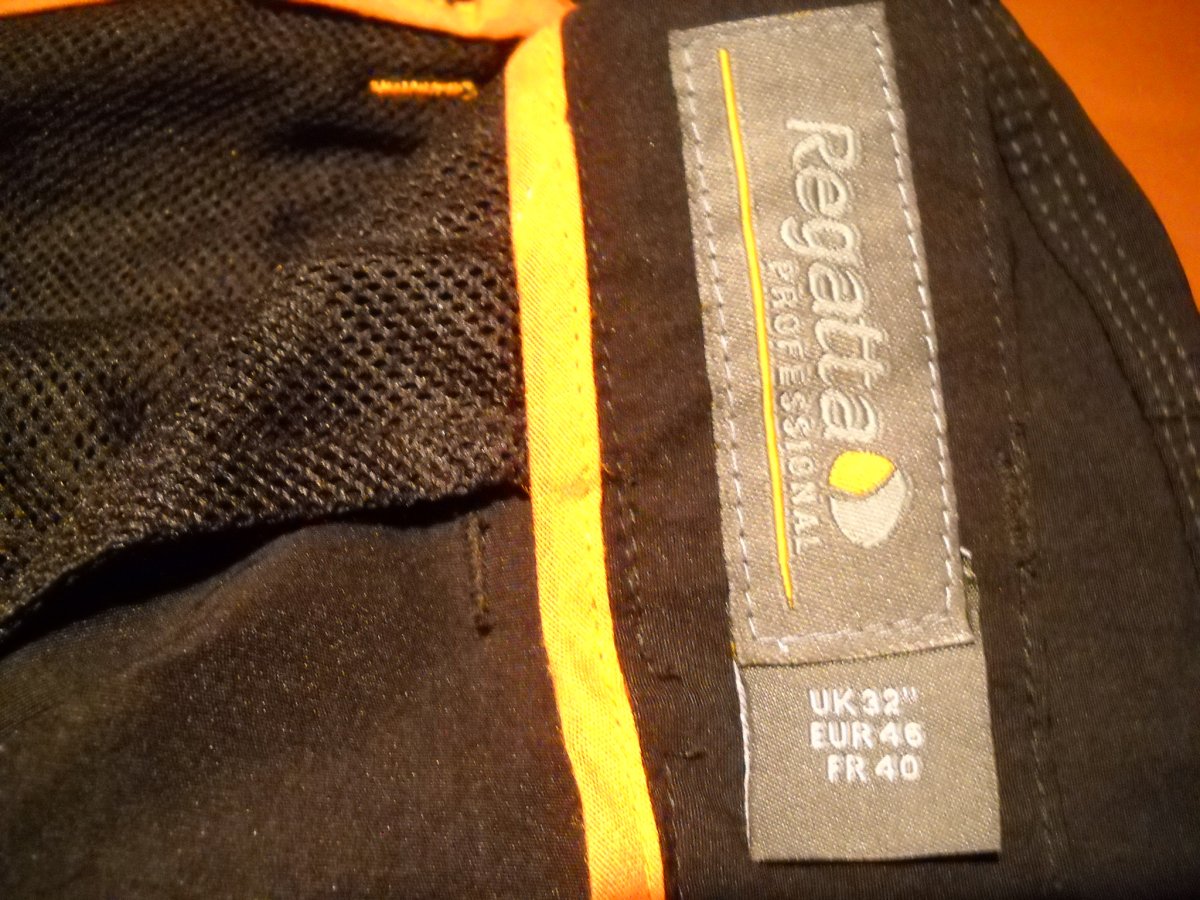 Regatta
PROFESSIONAL
UK 32"
EUR 46
FR 40